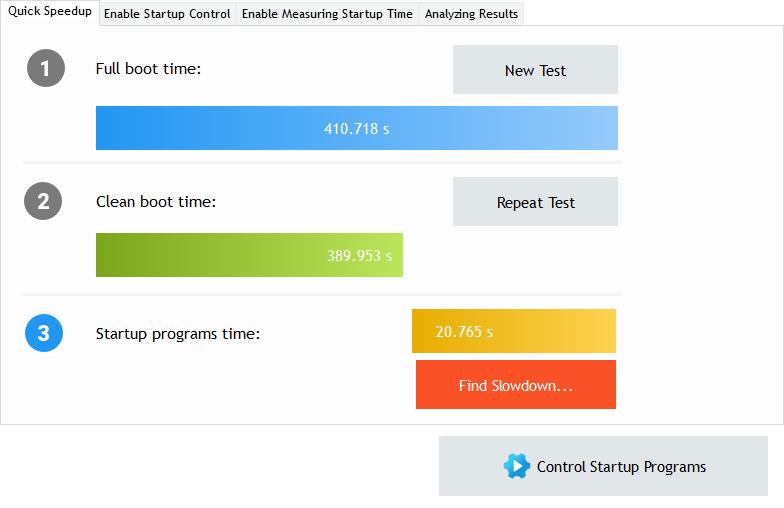 Quick Speedup
Enable Startup Control
Enable Measuring Startup Time
Analyzing Results
1
Full boot time:
New Test
410.718 s
2
Clean boot time:
Repeat Test
389.953 s
3
Startup programs time:
20.765 s
Find Slowdown...
Control Startup Programs